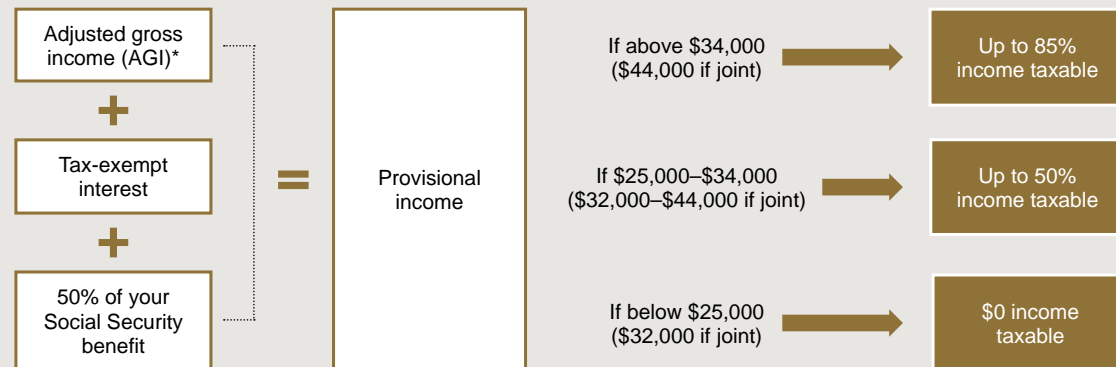 Adjusted gross
income (AGI)*
+
Tax-exempt
interest
+
50% of your
Social Security
benefit
=
Provisional
income
If above $34,000
($44,000 if joint)
Up to 85%
income taxable
If $25,000–$34,000
($32,000–$44,000 if joint)
Up to 50%
income taxable
If below $25,000
($32,000 if joint)
$0 income
taxable